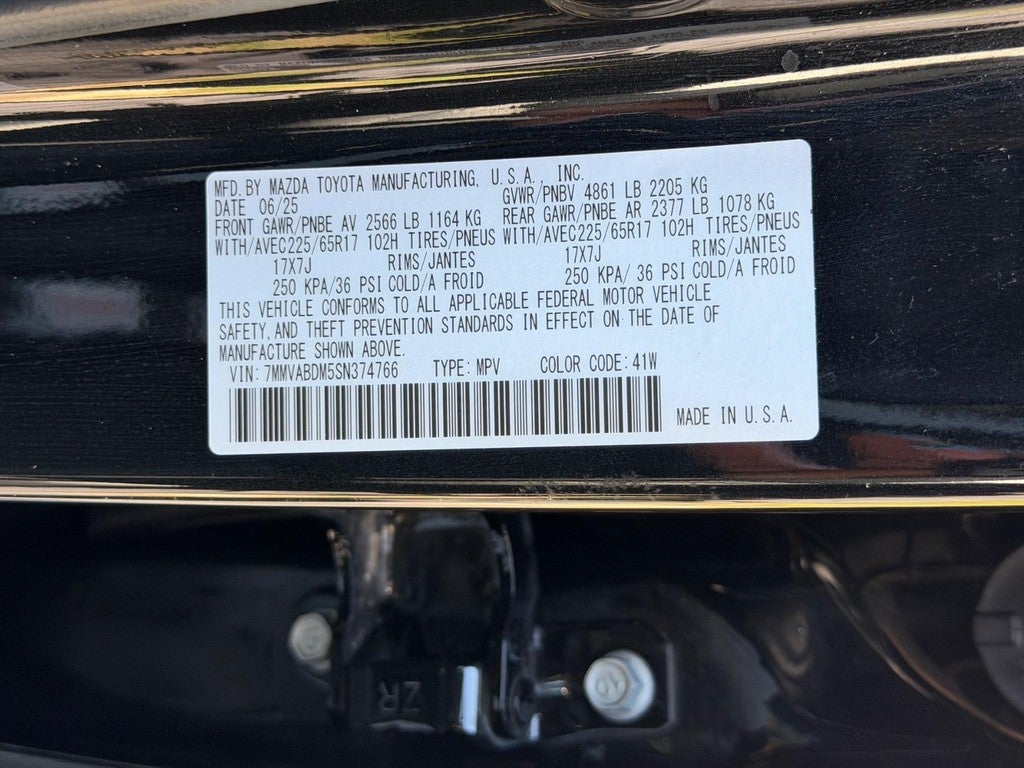 MFD. BY MAZDA TOYOTA MANUFACTURING, U.S.A., INC.
DATE 06/25 GVWR/PNBV 4861 LB 2205 KG
FRONT GAWR/PNBE AV 2566 LB 1164 KG REAR GAWR/PNBE AR 2377 LB 1078 KG
WITH/AVEC225/65R17 102H TIRES/PNEUS WITH/AVEC225/65R17 102H TIRES/PNEUS
17X7J RIMS/JANTES 17X7J RIMS/JANTES
250 KPA/36 PSI COLD/A FROID 250 KPA/ 36 PSI COLD/A FROID
THIS VEHICLE CONFORMS TO ALL APPLICABLE FEDERAL MOTOR VEHICLE
SAFETY, AND THEFT PREVENTION STANDARDS IN EFFECT ON THE DATE OF
MANUFACTURE SHOWN ABOVE.
VIN: 7MMVABDM5SN374766 TYPE: MPV COLOR CODE: 41W
MADE IN U.S.A.
ZR